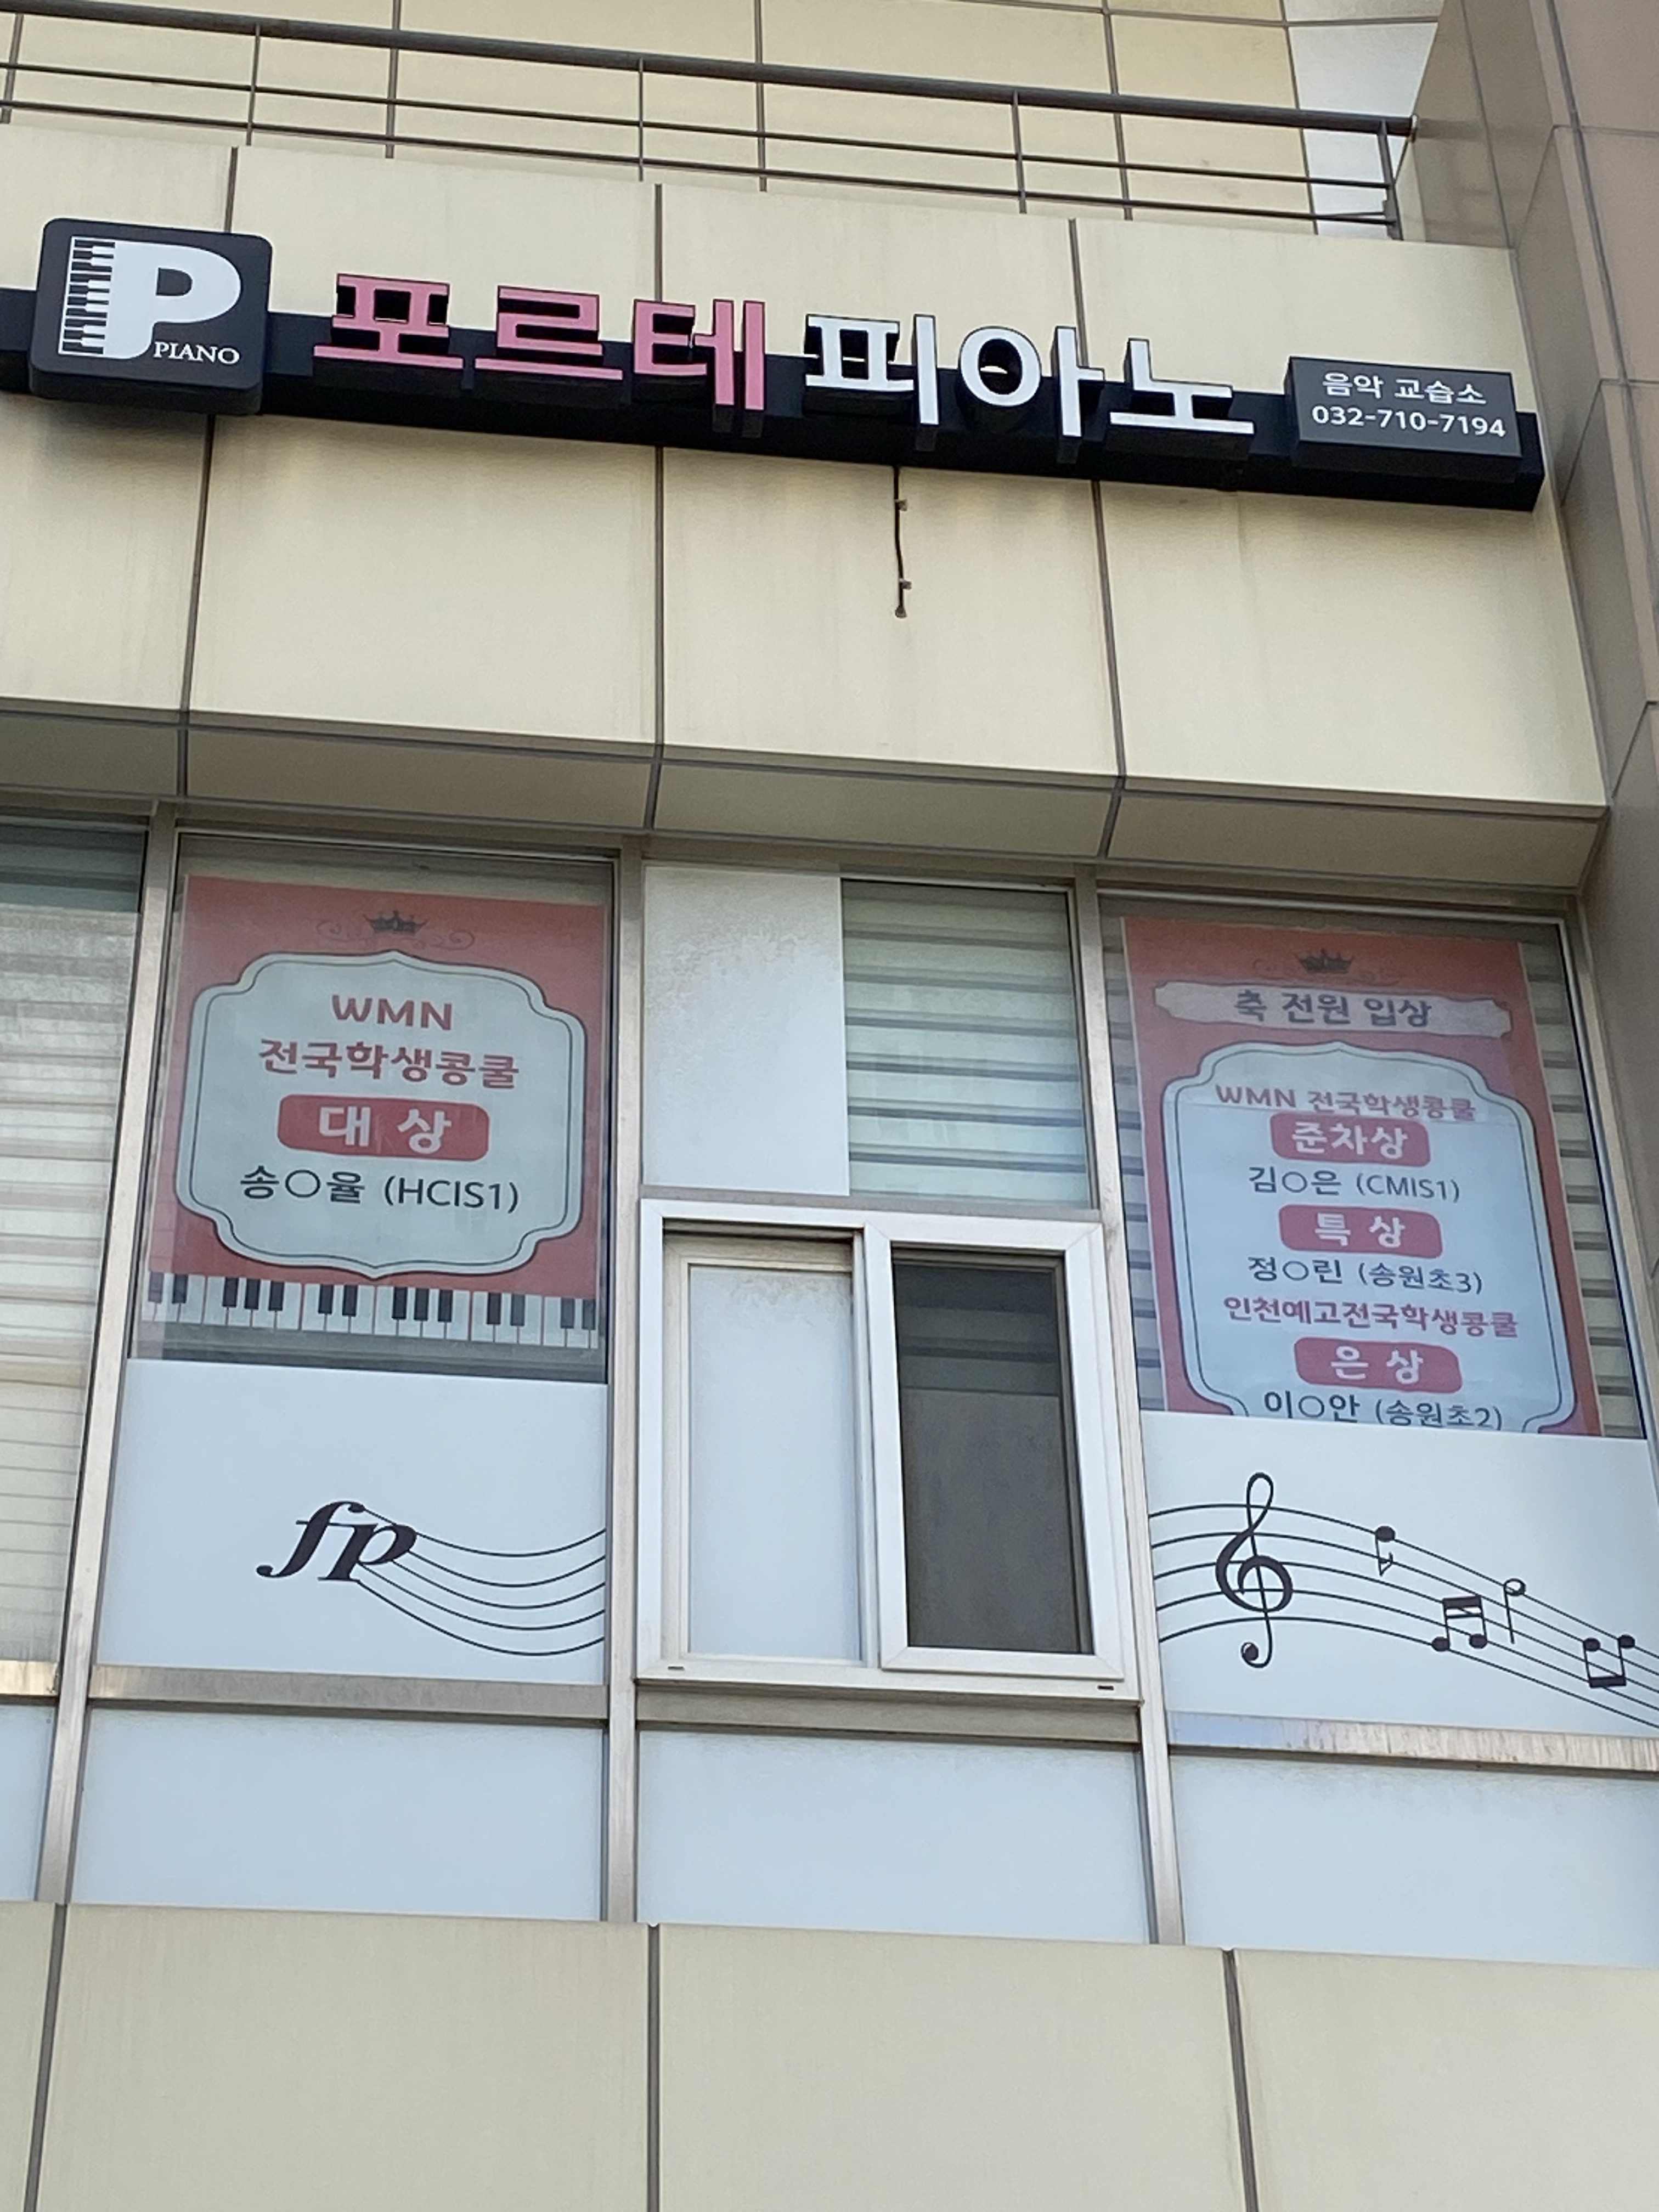 P
PIANO
포르테피아노
음악 교습소
032-710-7194
WMN
전국학생콩쿨
대 상
송○율 (HCIS1)
축 전원 입상
WMN 전국학생콩쿨
준차상
김○은 (CMIS1)
특 상
정○린 (송원초3)
인천예고전국학생콩쿨
은 상
이○안 (송원초2)
fp